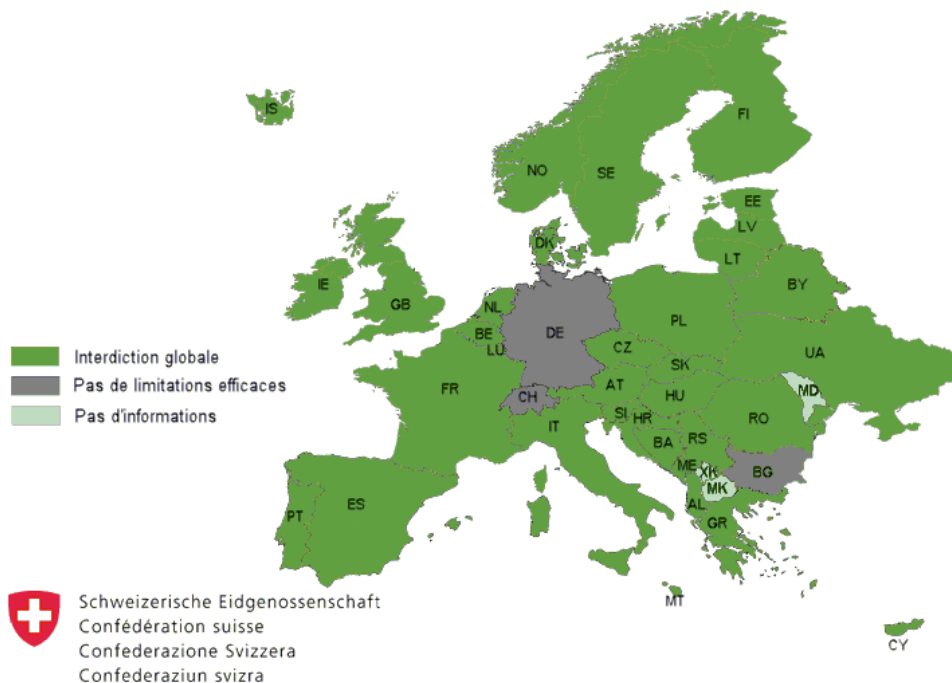 IS
FI
NO
SE
EE
LV
DK
LT
IE
BY
GB
NL
PL
BE
DE
LU
CZ
UA
Interdiction globale
SK
Pas de limitations efficaces
FR
CH
AT
HU
MD
Pas d'informations
SI
HR
RO
IT
BA
RS
ME
XK
BG
MK
ES
PT
AL
GR
MT
CY
Schweizerische Eidgenossenschaft
Confédération suisse
Confederazione Svizzera
Confederaziun svizra